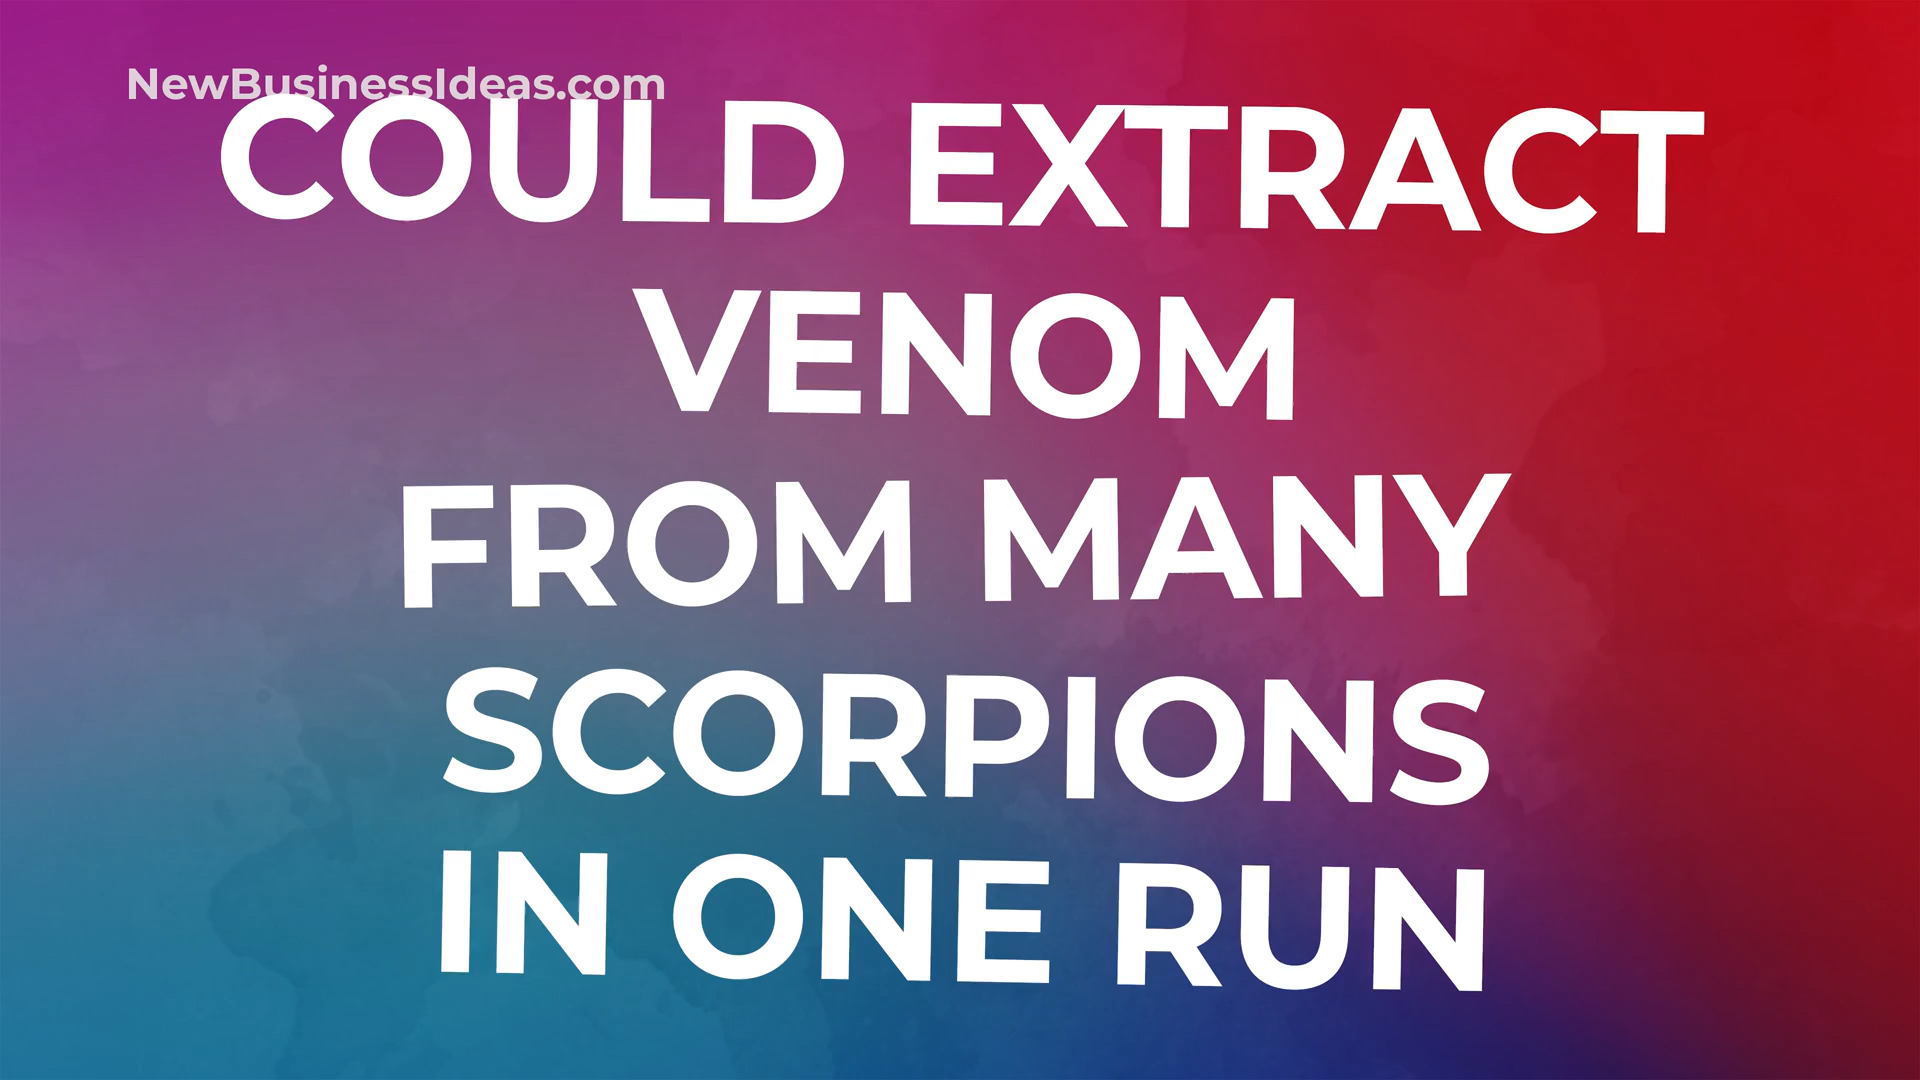 NewBusinessIdeas.com
COULD EXTRACT
VENOM
FROM MANY
SCORPIONS
IN ONE RUN